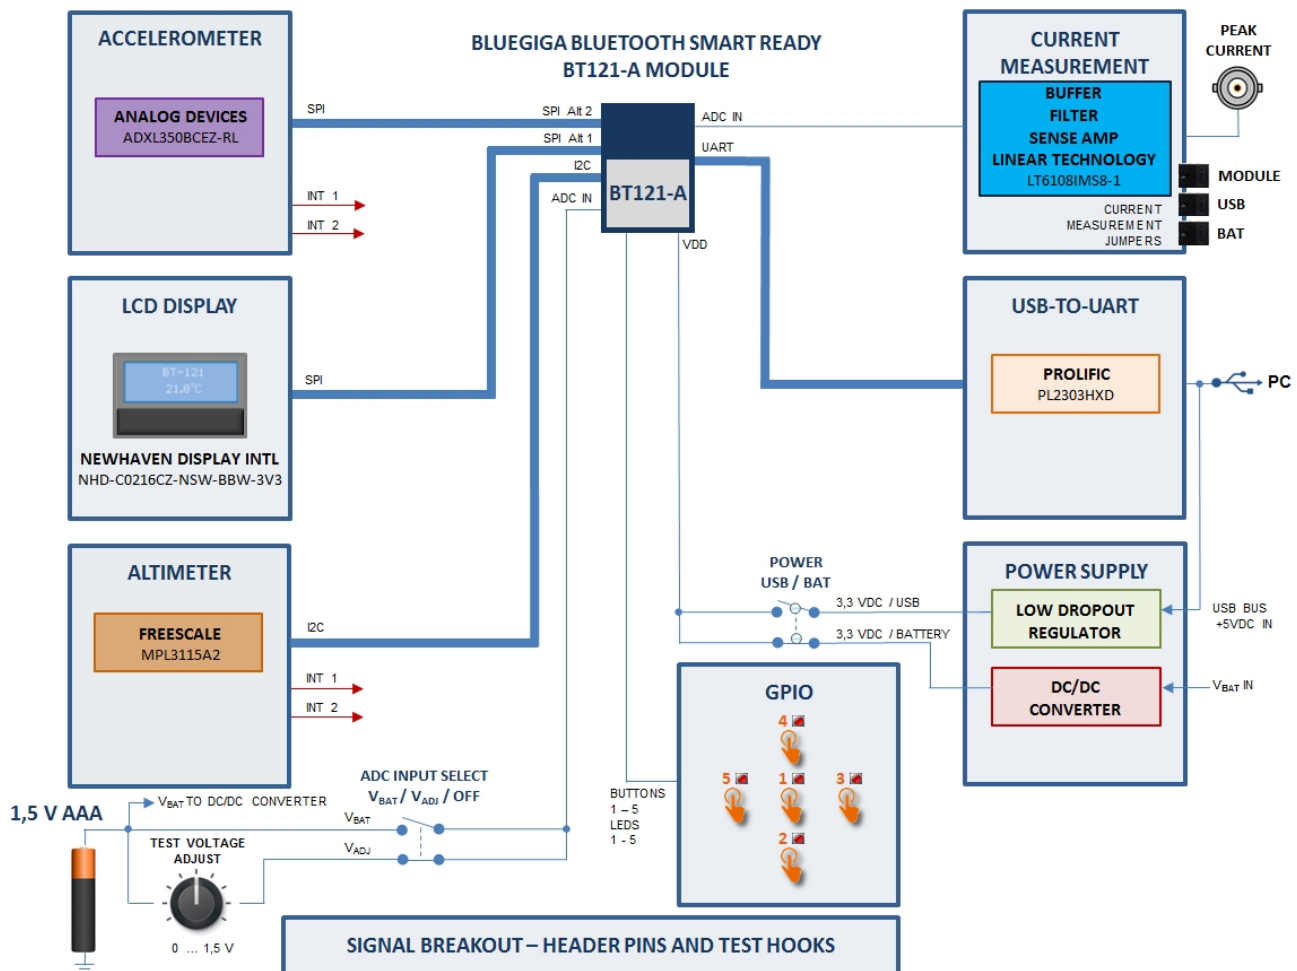 ACCELEROMETER
ANALOG DEVICES
ADXL350BCEZ-RL
SPI
INT 1
INT 2
BLUEGIGA BLUETOOTH SMART READY
BT121-A MODULE
SPI Alt 2
SPI Alt 1
I2C
ADC IN
BT121-A
ADC IN
UART
VDD
CURRENT
MEASUREMENT
BUFFER
FILTER
SENSE AMP
LINEAR TECHNOLOGY
LT6108IMS8-1
CURRENT
MEASUREMENT
JUMPERS
PEAK
CURRENT
MODULE
USB
BAT
LCD DISPLAY
BT-121
21.0°C
SPI
NEWHAVEN DISPLAY INTL
NHD-C0216CZ-NSW-BBW-3V3
USB-TO-UART
PROLIFIC
PL2303HXD
PC
ALTIMETER
FREESCALE
MPL3115A2
I2C
INT 1
INT 2
POWER
USB / BAT
3,3 VDC / USB
3,3 VDC / BATTERY
POWER SUPPLY
LOW DROPOUT
REGULATOR
DC/DC
CONVERTER
USB BUS
+5VDC IN
VBAT IN
GPIO
4
5
1
3
2
BUTTONS
1 – 5
LEDS
1 - 5
1,5 V AAA
VBAT TO DC/DC CONVERTER
TEST VOLTAGE
ADJUST
0 ... 1,5 V
ADC INPUT SELECT
VBAT / VADJ / OFF
VBAT
VADJ
SIGNAL BREAKOUT – HEADER PINS AND TEST HOOKS